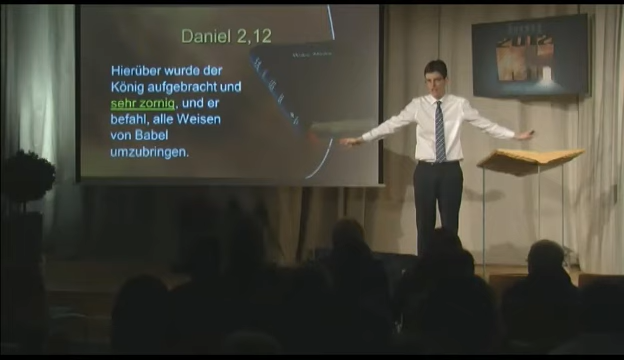 Daniel 2,12
Hierüber wurde der
König aufgebracht und
sehr zornig, und er
befahl, alle Weisen
von Babel
umzubringen.